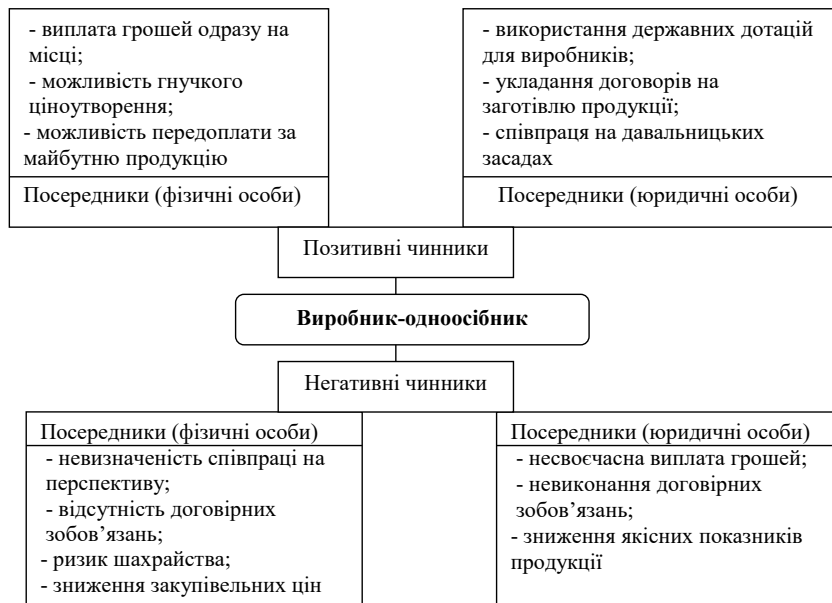 - виплата грошей одразу на
місці;
- можливість гнучкого
ціноутворення;
- можливість передоплати за
майбутню продукцію
Посередники (фізичні особи)
- використання державних дотацій
для виробників;
- укладання договорів на
заготівлю продукції;
- співпраця на давальницьких
засадах
Посередники (юридичні особи)
Позитивні чинники
Виробник-одноосібник
Негативні чинники
Посередники (фізичні особи)
- невизначеність співпраці на
перспективу;
- відсутність договірних
зобов’язань;
- ризик шахрайства;
- зниження закупівельних цін
Посередники (юридичні особи)
- несвоєчасна виплата грошей;
- невиконання договірних
зобов’язань;
- зниження якісних показників
продукції